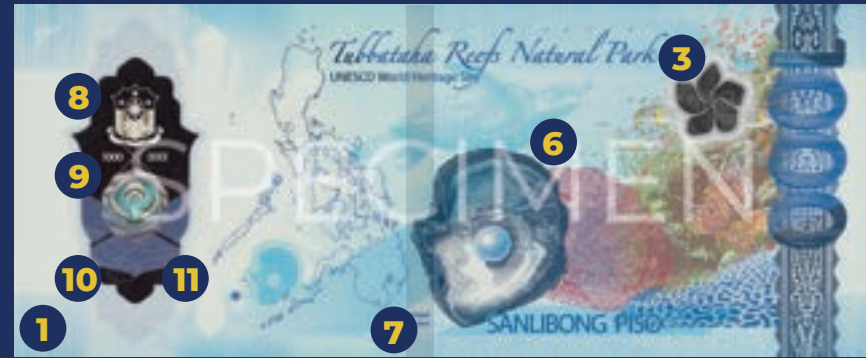 Tubbataha Reefs Natural Park
UNESCO World Heritage Site
3
8
6
9
SPECIMEN
10
11
1
7
SANLIBONG PISO